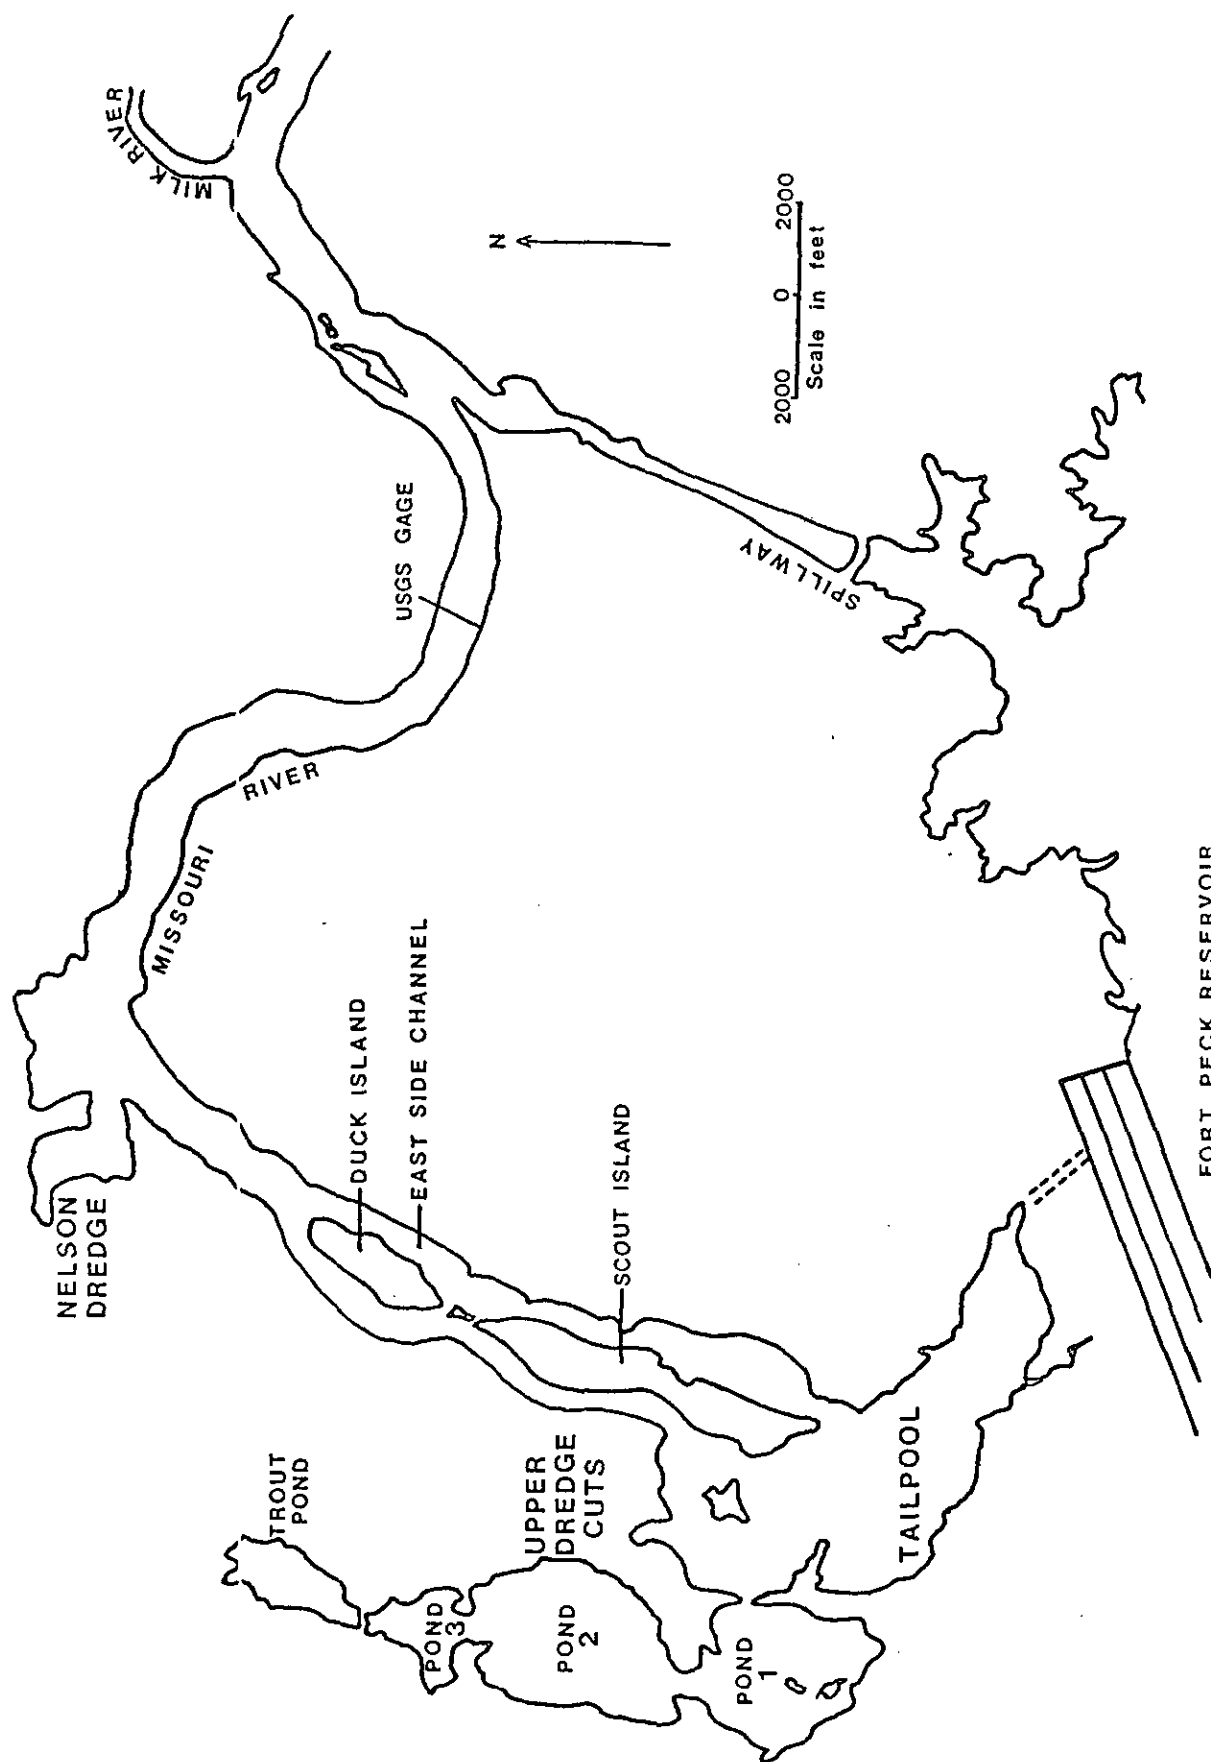 MILK RIVER
N
2000 0 2000
Scale in feet
USGS GAGE
SPILLWAY
MISSOURI
RIVER
NELSON
DREDGE
DUCK ISLAND
EAST SIDE CHANNEL
SCOUT ISLAND
TROUT
POND
UPPER
DREDGE
CUTS
POND
3
POND
2
POND
1
TAILPOOL
FORT PECK RESERVOIR